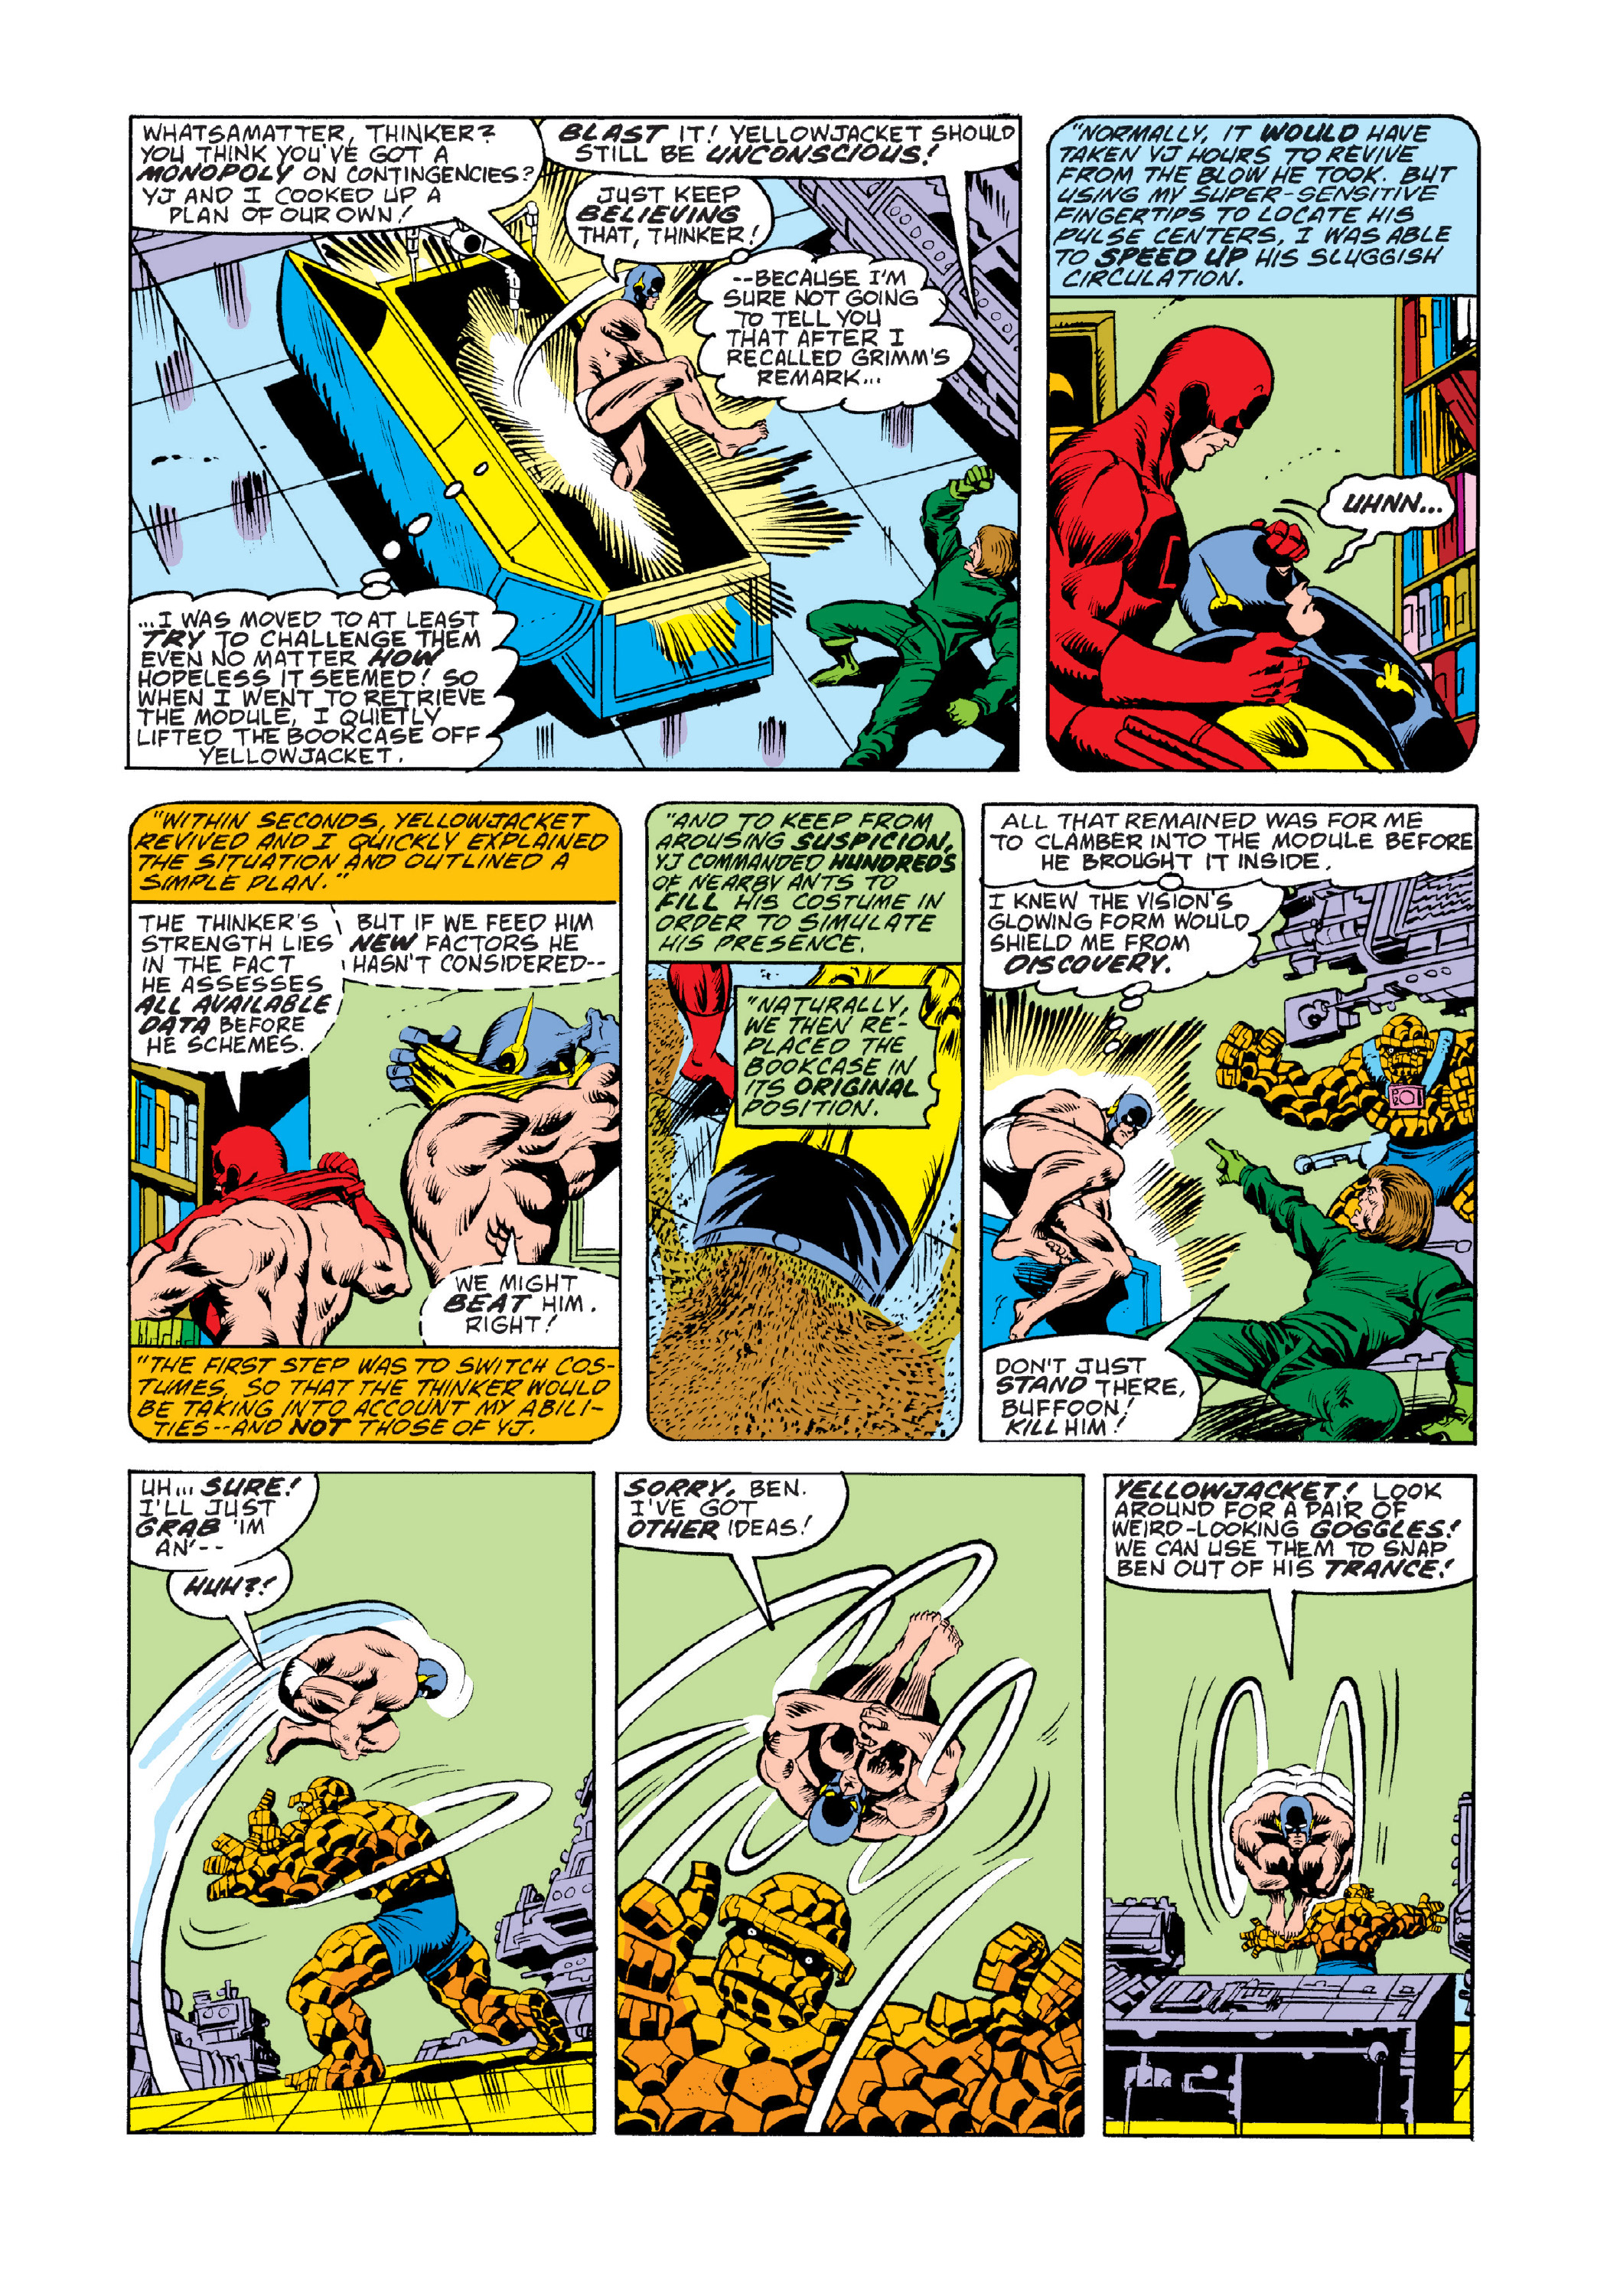 WHATSAMATTER, THINKER?
YOU THINK YOU'VE GOT A
MONOPOLY ON CONTINGENCIES?
YJ AND I COOKED UP A
PLAN OF OUR OWN!
BLAST IT! YELLOWJACKET SHOULD
STILL BE UNCONSCIOUS!
JUST KEEP
BELIEVING
THAT, THINKER!
--BECAUSE I'M
SURE NOT GOING
TO TELL YOU
THAT AFTER I
RECALLED GRIMM'S
REMARK...
...I WAS MOVED TO AT LEAST
TRY TO CHALLENGE THEM
EVEN NO MATTER HOW
HOPELESS IT SEEMED! SO
WHEN I WENT TO RETRIEVE
THE MODULE, I QUIETLY
LIFTED THE BOOKCASE OFF
YELLOWJACKET.
"NORMALLY, IT WOULD HAVE
TAKEN YJ HOURS TO REVIVE
FROM THE BLOW HE TOOK. BUT
USING MY SUPER-SENSITIVE
FINGERTIPS TO LOCATE HIS
PULSE CENTERS, I WAS ABLE
TO SPEED UP HIS SLUGGISH
CIRCULATION.
UHNN...
"WITHIN SECONDS, YELLOWJACKET
REVIVED AND I QUICKLY EXPLAINED
THE SITUATION AND OUTLINED A
SIMPLE PLAN."
THE THINKER'S
STRENGTH LIES
IN THE FACT
HE ASSESSES
ALL AVAILABLE
DATA BEFORE
HE SCHEMES.
BUT IF WE FEED HIM
NEW FACTORS HE
HASN'T CONSIDERED--
WE MIGHT
BEAT HIM.
RIGHT!
"THE FIRST STEP WAS TO SWITCH COS-
TUMES, SO THAT THE THINKER WOULD
BE TAKING INTO ACCOUNT MY ABILI-
TIES--AND NOT THOSE OF YJ.
"AND TO KEEP FROM
AROUSING SUSPICION,
YJ COMMANDED HUNDREDS
OF NEARBY ANTS TO
FILL HIS COSTUME IN
ORDER TO SIMULATE
HIS PRESENCE.
"NATURALLY,
WE THEN RE-
PLACED THE
BOOKCASE IN
ITS ORIGINAL
POSITION.
ALL THAT REMAINED WAS FOR ME
TO CLAMBER INTO THE MODULE BEFORE
HE BROUGHT IT INSIDE.
I KNEW THE VISION'S
GLOWING FORM WOULD
SHIELD ME FROM
DISCOVERY.
DON'T JUST
STAND THERE,
BUFFOON!
KILL HIM!
UH... SURE!
I'LL JUST
GRAB 'IM
AN'--
HUH?!
SORRY, BEN.
I'VE GOT
OTHER IDEAS!
YELLOWJACKET! LOOK
AROUND FOR A PAIR OF
WEIRD-LOOKING GOGGLES!
WE CAN USE THEM TO SNAP
BEN OUT OF HIS TRANCE!